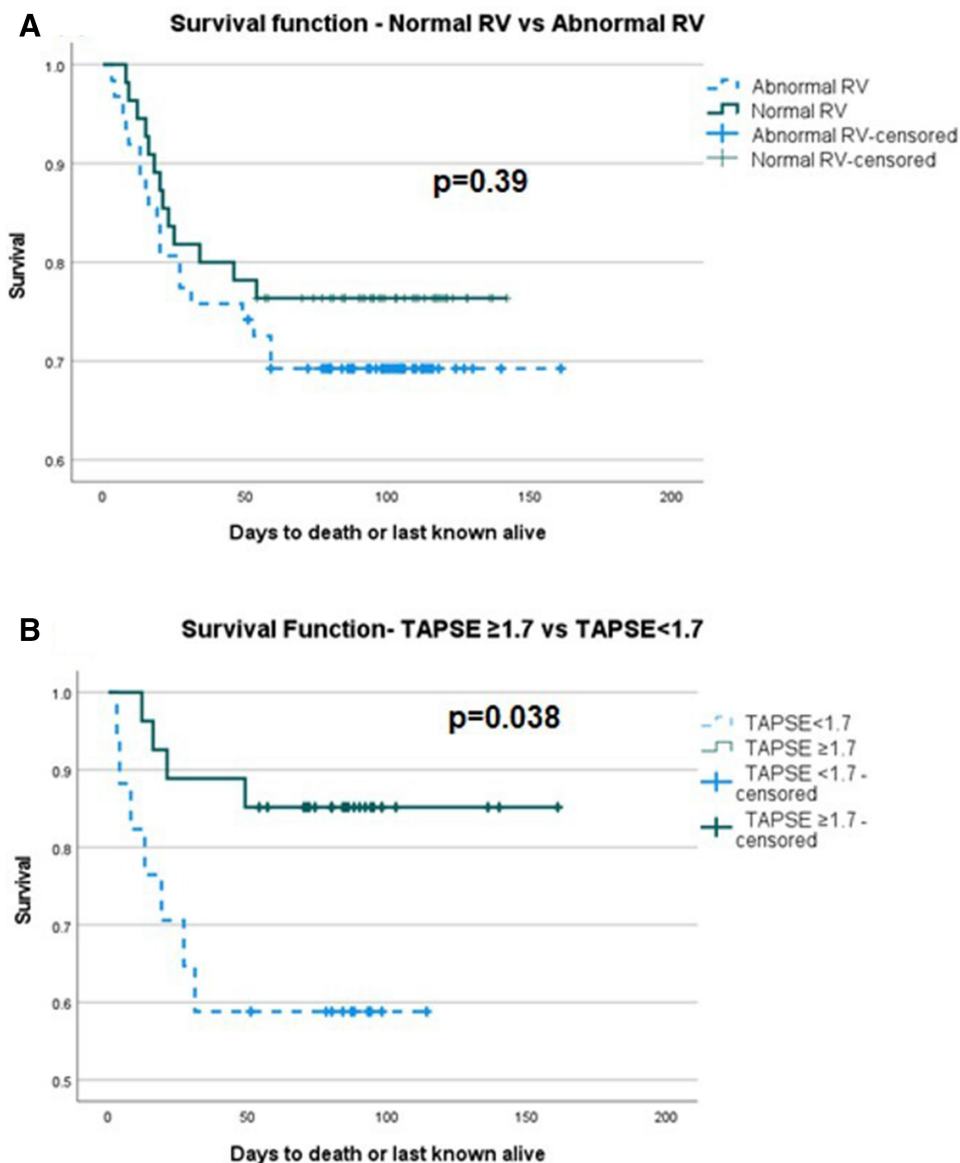 A
Survival function - Normal RV vs Abnormal RV
1.0
0.9
0.8
0.7
0.6
Survival
p=0.39
Abnormal RV
Normal RV
Abnormal RV-censored
Normal RV-censored
0 50 100 150 200
Days to death or last known alive
B
Survival Function- TAPSE ≥1.7 vs TAPSE<1.7
1.0
0.9
0.8
0.7
0.6
0.5
Survival
p=0.038
TAPSE<1.7
TAPSE ≥1.7
TAPSE <1.7 -
censored
TAPSE ≥1.7 -
censored
0 50 100 150 200
Days to death or last known alive